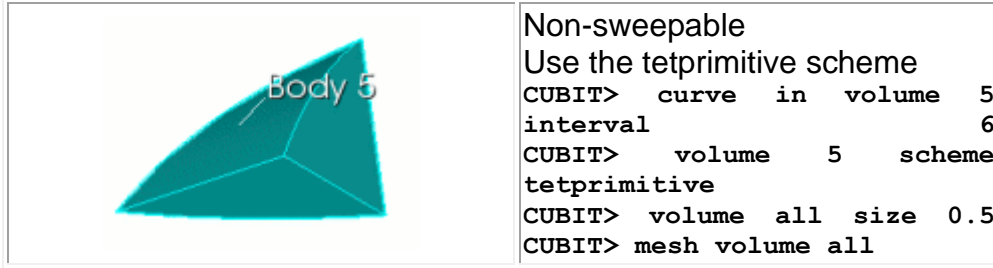 Body 5
Non-sweepable
Use the tetprimitive scheme
CUBIT> curve in volume 5
interval 6
CUBIT> volume 5 scheme
tetprimitive
CUBIT> volume all size 0.5
CUBIT> mesh volume all